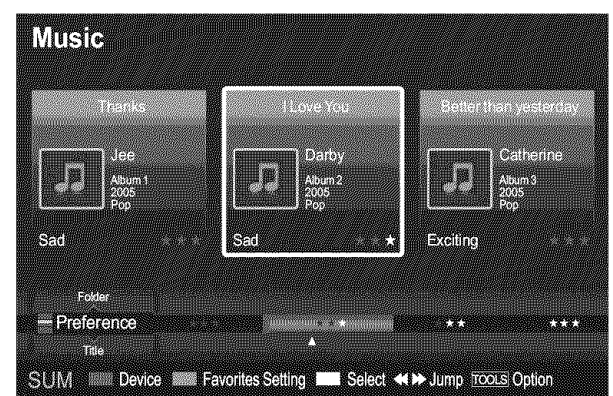 Music
Thanks
I Love You
Better than yesterday
Jee
Album 1
2005
Pop
Sad
★★★
Darby
Album 2
2005
Pop
Sad
★★★
Catherine
Album 3
2005
Pop
Exciting
★★★
Folder
Preference ★★★ ★★★ ★★ ★★★
Title
SUM Device Favorites Setting Select ◀◀ ▶▶ Jump TOOLS Option